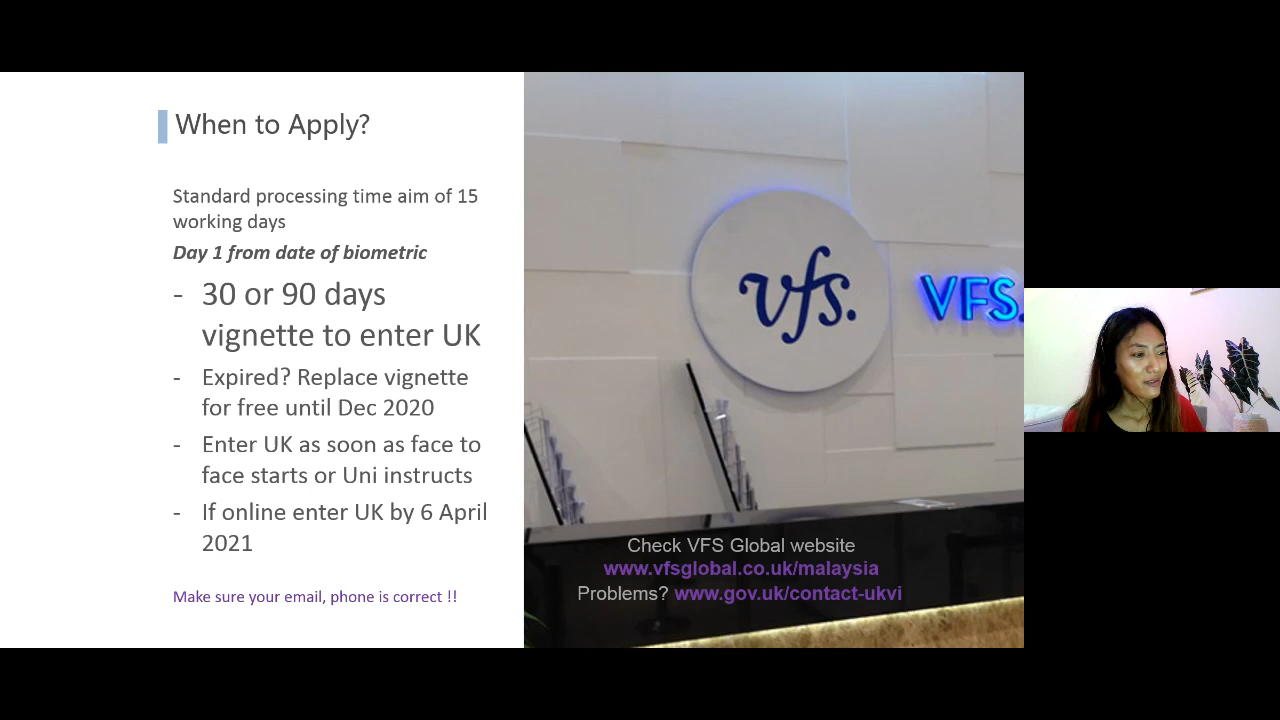 When to Apply?
Standard processing time aim of 15
working days
Day 1 from date of biometric
- 30 or 90 days
vignette to enter UK
- Expired? Replace vignette
for free until Dec 2020
- Enter UK as soon as face to
face starts or Uni instructs
- If online enter UK by 6 April
2021
Make sure your email, phone is correct !!
vfs.
VFS.
Check VFS Global website
www.vfsglobal.co.uk/malaysia
Problems? www.gov.uk/contact-ukvi